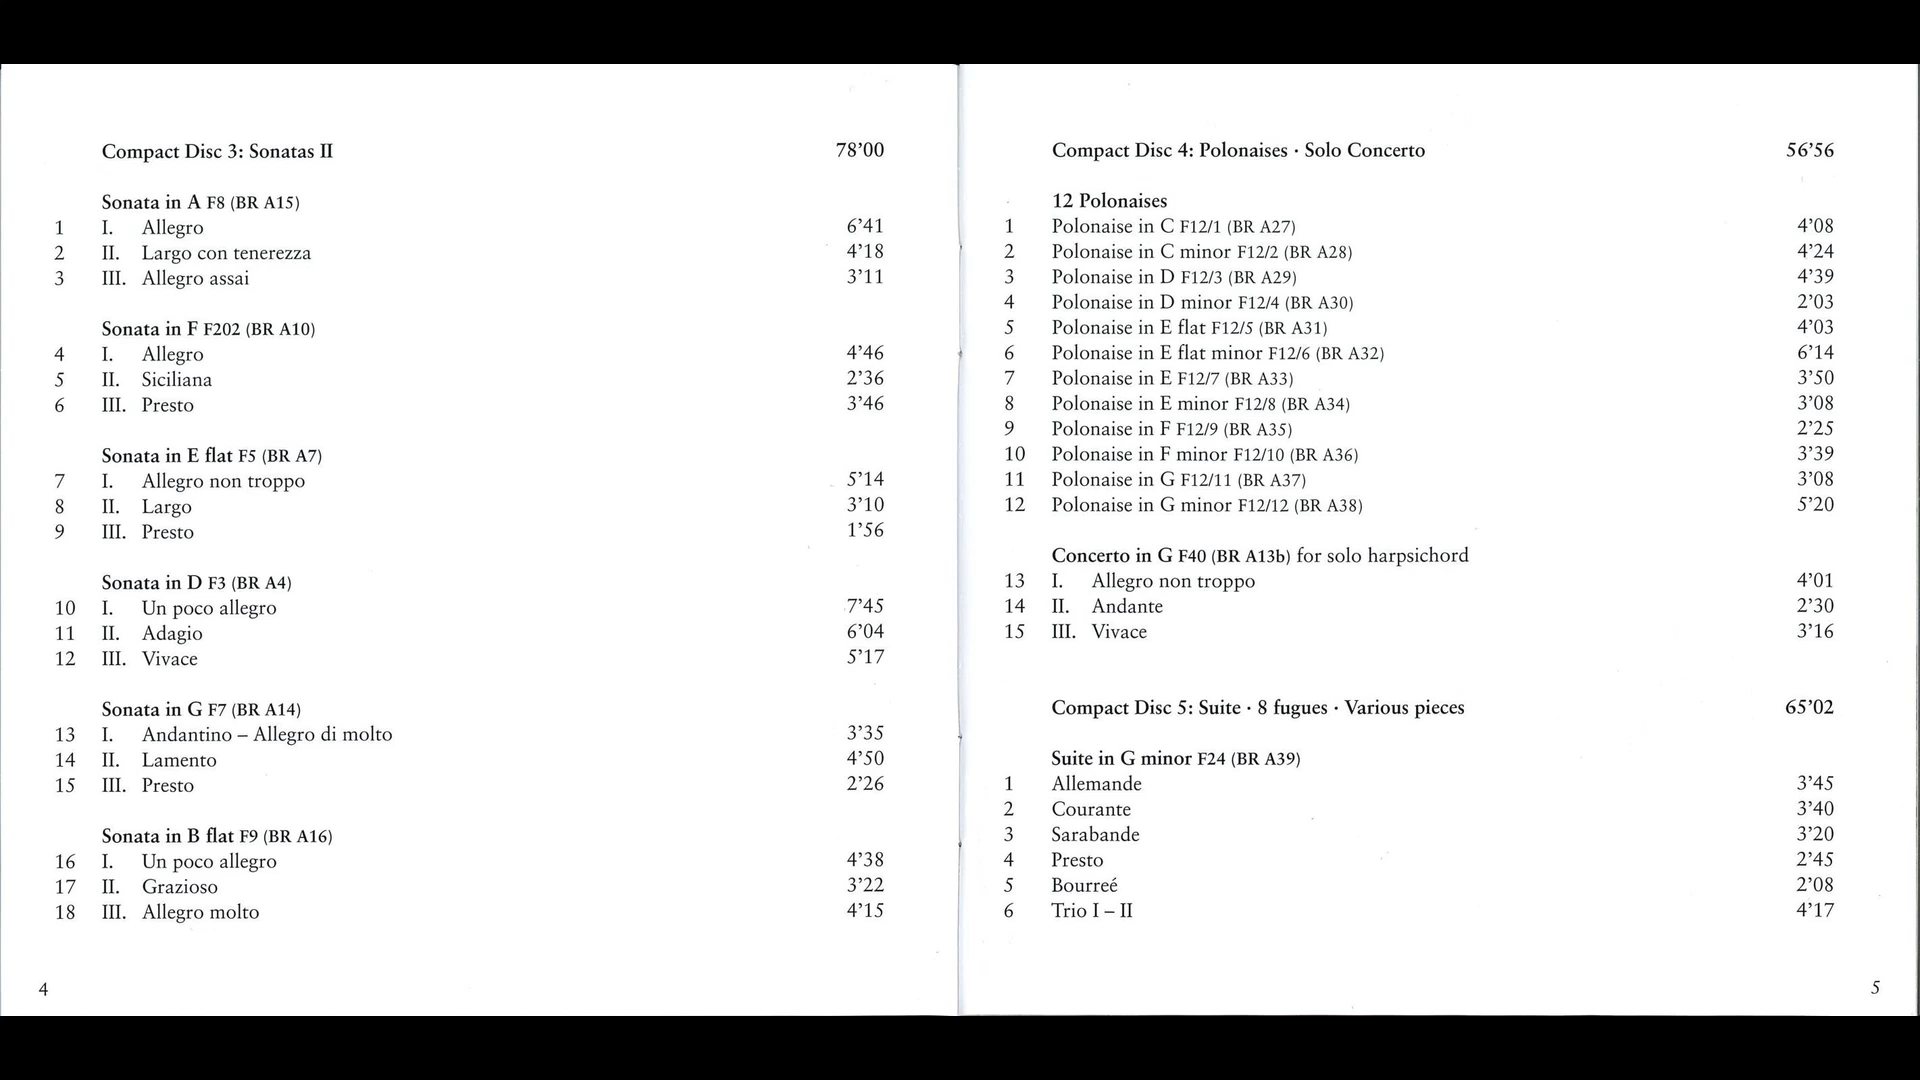 Compact Disc 3: Sonatas II 78’00
Sonata in A F8 (BR A15)
1 I. Allegro 6’41
2 II. Largo con tenerezza 4’18
3 III. Allegro assai 3’11
Sonata in F F202 (BR A10)
4 I. Allegro 4’46
5 II. Siciliana 2’36
6 III. Presto 3’46
Sonata in E flat F5 (BR A7)
7 I. Allegro non troppo 5’14
8 II. Largo 3’10
9 III. Presto 1’56
Sonata in D F3 (BR A4)
10 I. Un poco allegro 7’45
11 II. Adagio 6’04
12 III. Vivace 5’17
Sonata in G F7 (BR A14)
13 I. Andantino – Allegro di molto 3’35
14 II. Lamento 4’50
15 III. Presto 2’26
Sonata in B flat F9 (BR A16)
16 I. Un poco allegro 4’38
17 II. Grazioso 3’22
18 III. Allegro molto 4’15
4
Compact Disc 4: Polonaises · Solo Concerto 56’56
12 Polonaises
1 Polonaise in C F12/1 (BR A27) 4’08
2 Polonaise in C minor F12/2 (BR A28) 4’24
3 Polonaise in D F12/3 (BR A29) 4’39
4 Polonaise in D minor F12/4 (BR A30) 2’03
5 Polonaise in E flat F12/5 (BR A31) 4’03
6 Polonaise in E flat minor F12/6 (BR A32) 6’14
7 Polonaise in E F12/7 (BR A33) 3’50
8 Polonaise in E minor F12/8 (BR A34) 3’08
9 Polonaise in F F12/9 (BR A35) 2’25
10 Polonaise in F minor F12/10 (BR A36) 3’39
11 Polonaise in G F12/11 (BR A37) 3’08
12 Polonaise in G minor F12/12 (BR A38) 5’20
Concerto in G F40 (BR A13b) for solo harpsichord
13 I. Allegro non troppo 4’01
14 II. Andante 2’30
15 III. Vivace 3’16
Compact Disc 5: Suite · 8 fugues · Various pieces 65’02
Suite in G minor F24 (BR A39)
1 Allemande 3’45
2 Courante 3’40
3 Sarabande 3’20
4 Presto 2’45
5 Bourreé 2’08
6 Trio I – II 4’17
5